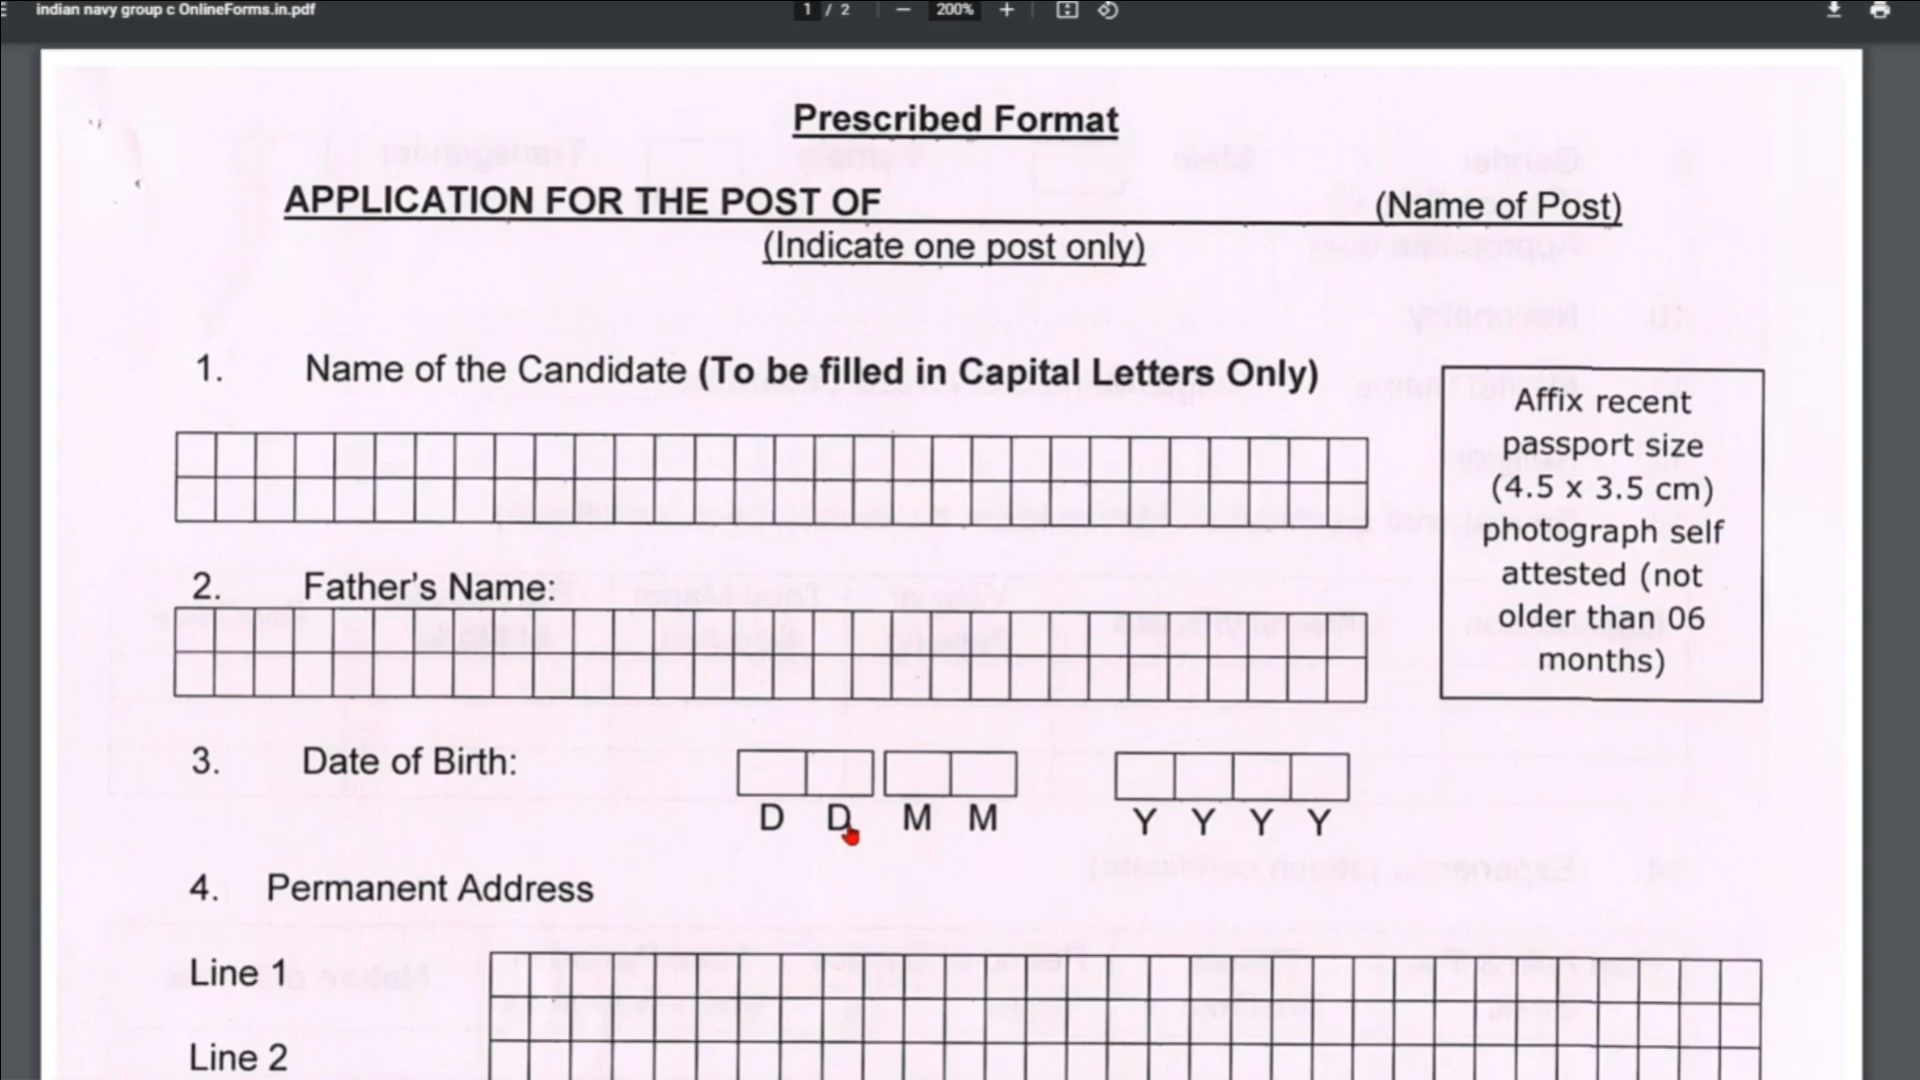 indian navy group c OnlineForms.in.pdf
1 / 2
200%
Prescribed Format
APPLICATION FOR THE POST OF (Name of Post)
(Indicate one post only)
1. Name of the Candidate (To be filled in Capital Letters Only)
Affix recent
passport size
(4.5 x 3.5 cm)
photograph self
attested (not
older than 06
months)
2. Father's Name:
3. Date of Birth:
D D M M Y Y Y Y
4. Permanent Address
Line 1
Line 2